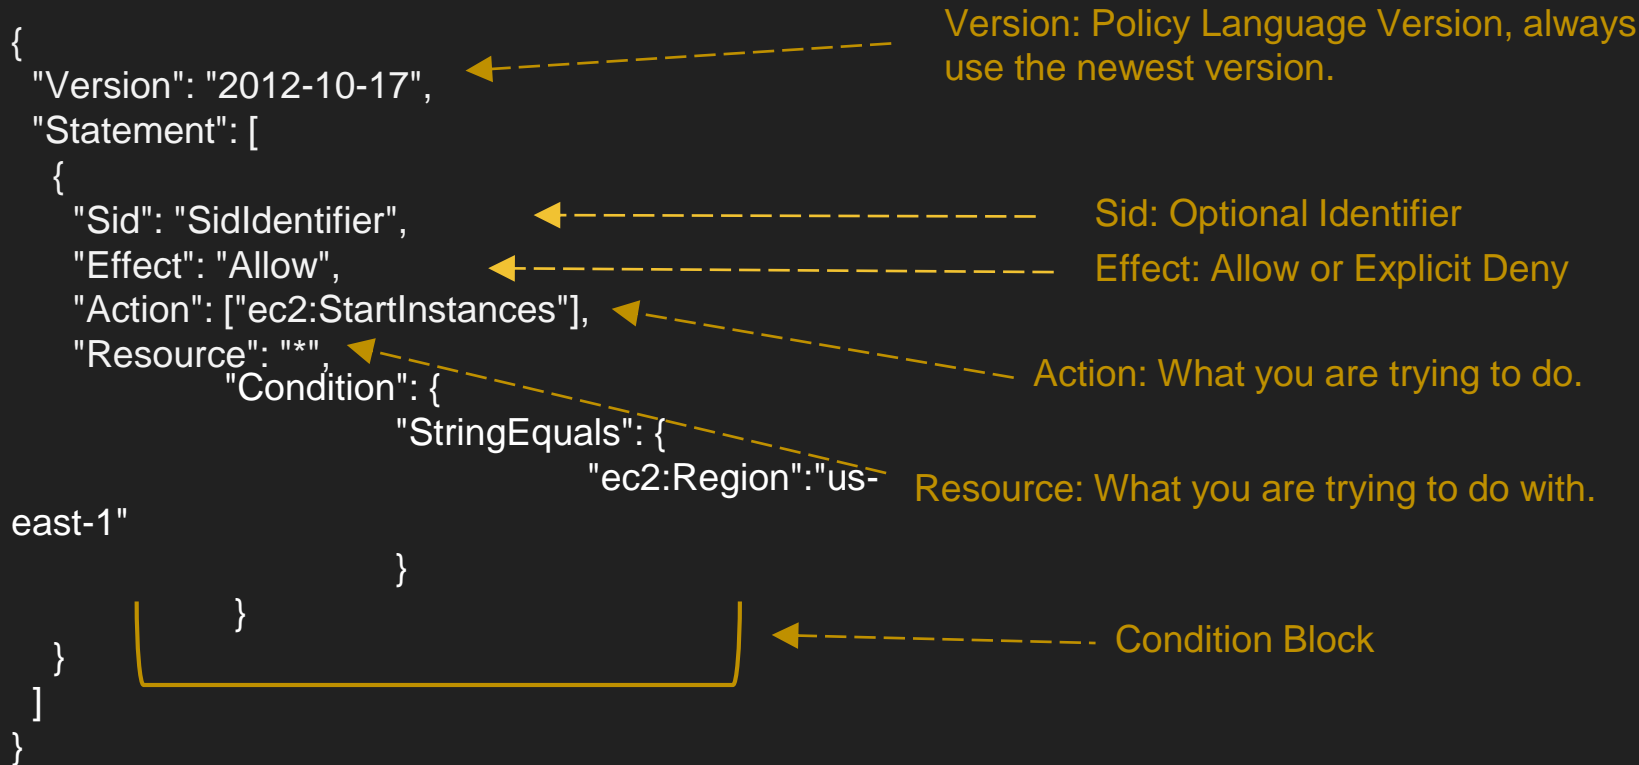 {
"Version": "2012-10-17",
"Statement": [
{
"Sid": "SidIdentifier",
"Effect": "Allow",
"Action": ["ec2:StartInstances"],
"Resource": "*",
"Condition": {
"StringEquals": {
"ec2:Region":"us-
east-1"
}
}
}
]
}
Version: Policy Language Version, always
use the newest version.
Sid: Optional Identifier
Effect: Allow or Explicit Deny
Action: What you are trying to do.
Resource: What you are trying to do with.
Condition Block